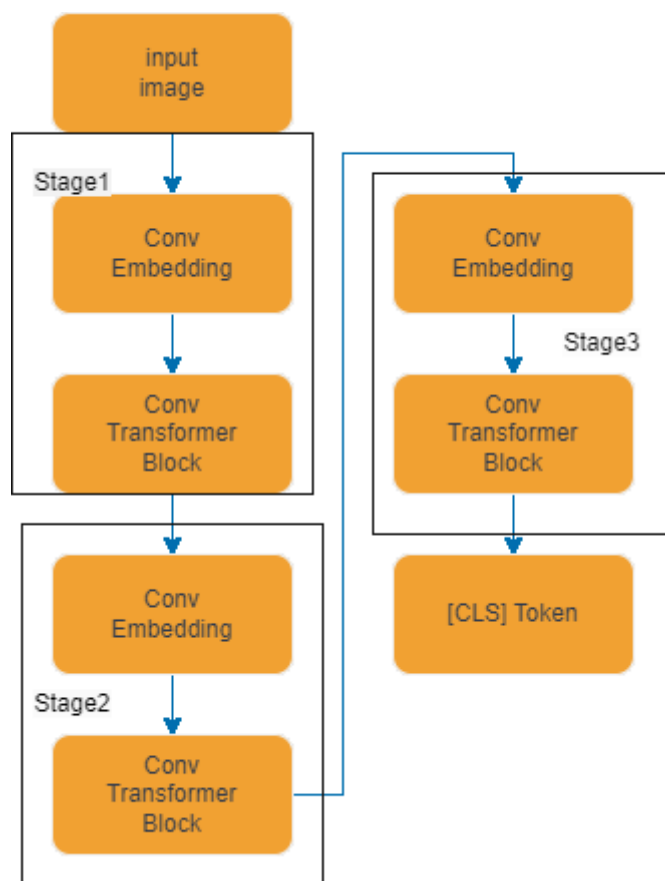 input
image
Stage1
Conv
Embedding
Conv
Transformer
Block
Conv
Embedding
Stage2
Conv
Transformer
Block
Conv
Embedding
Stage3
Conv
Transformer
Block
[CLS] Token